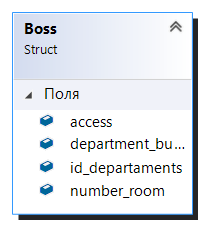 Boss
Struct
Поля
access
department_bu...
id_departaments
number_room